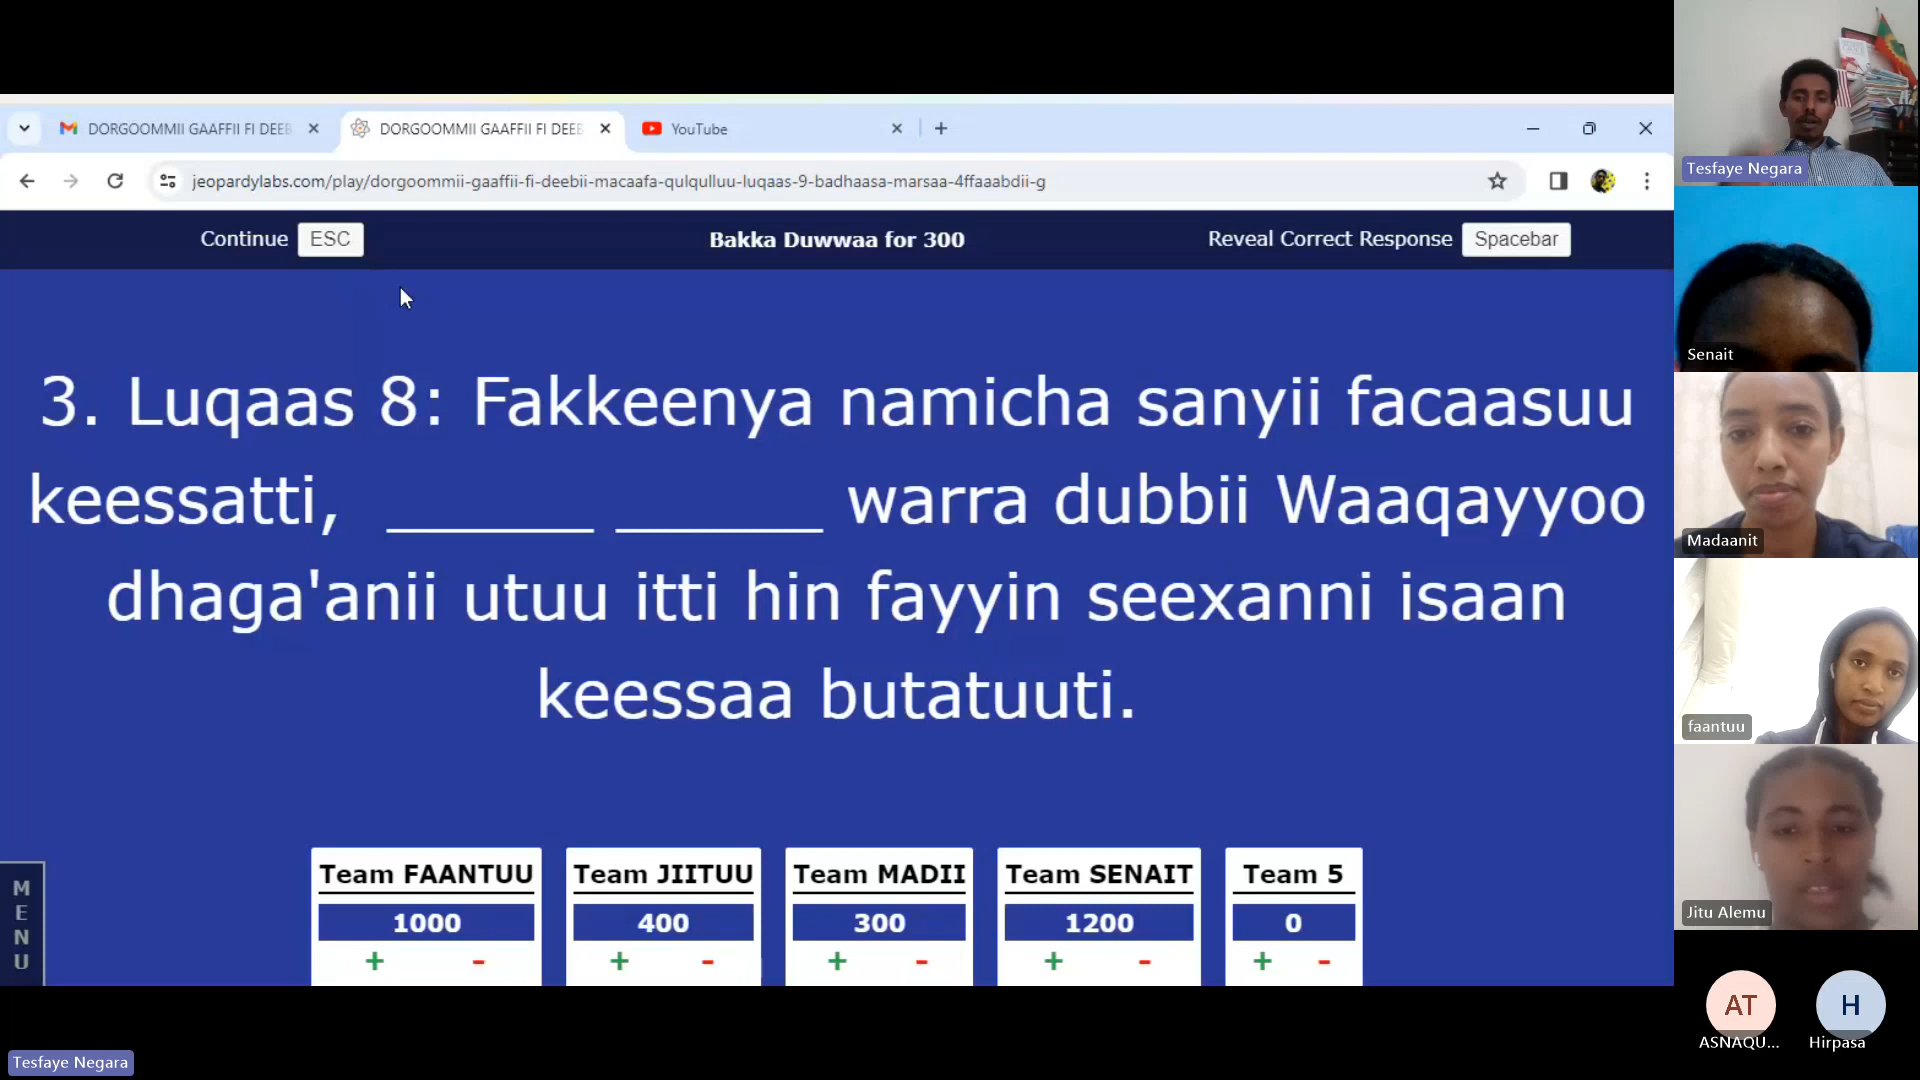 DORGOOMMII GAAFFII FI DEEB
DORGOOMMII GAAFFII FI DEEB
YouTube
jeopardylabs.com/play/dorgoommii-gaaffii-fi-deebii-macaafa-qulqulluu-luqaas-9-badhaasa-marsaa-4ffaaabdii-g
Continue ESC
Bakka Duwwaa for 300
Reveal Correct Response Spacebar
3. Luqaas 8: Fakkeenya namicha sanyii facaasuu
keessatti, ______ ______ warra dubbii Waaqayyoo
dhaga'anii utuu itti hin fayyin seexanni isaan
keessaa butatuuti.
MENU
Team FAANTUU
1000
+ -
Team JIITUU
400
+ -
Team MADII
300
+ -
Team SENAIT
1200
+ -
Team 5
0
+ -
Tesfaye Negara
Tesfaye Negara
Senait
Madaanit
faantuu
Jitu Alemu
AT
ASNAQU...
H
Hirpasa